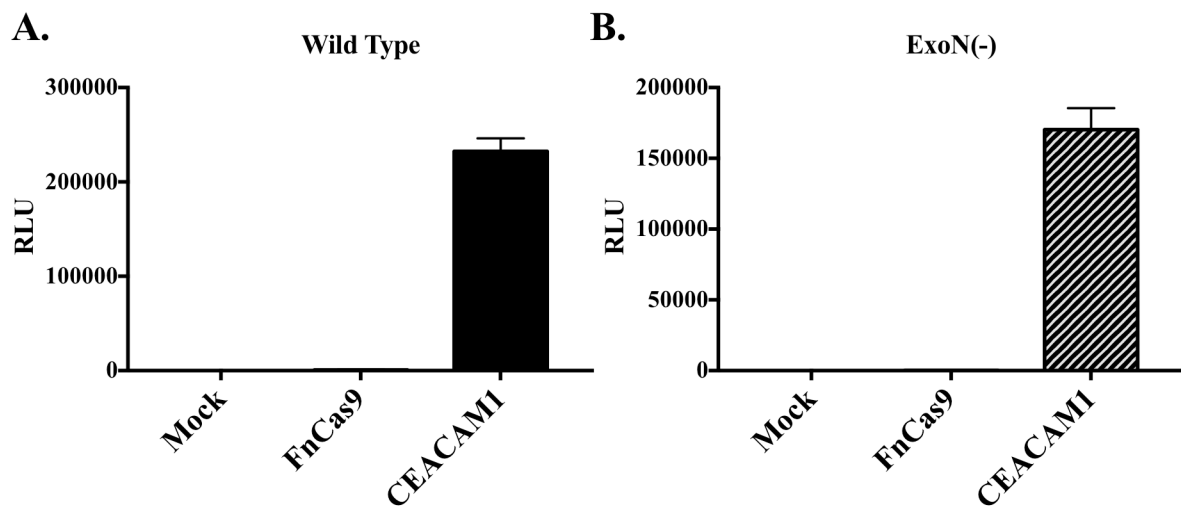 A.
Wild Type
300000
200000
100000
0
RLU
Mock
FnCas9
CEACAM1
B.
ExoN(-)
200000
150000
100000
50000
0
RLU
Mock
FnCas9
CEACAM1